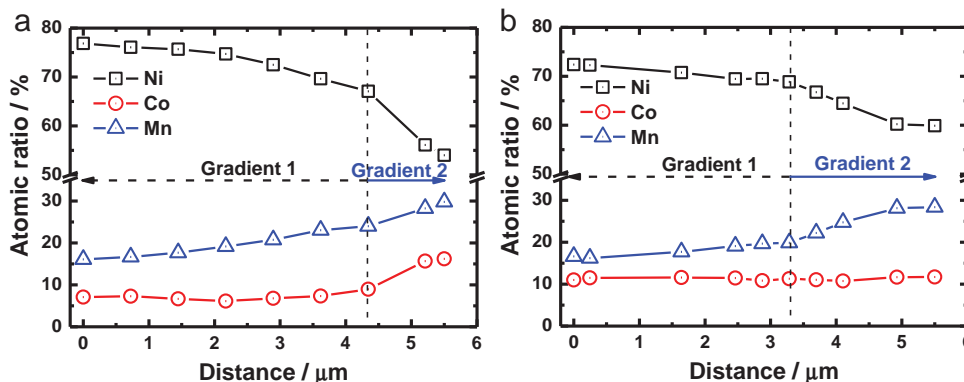 a
Atomic ratio / %
80
70
60
50
30
20
10
0
Ni
Co
Mn
Gradient 1
Gradient 2
0 1 2 3 4 5 6
Distance / μm
b
Atomic ratio / %
80
70
60
50
30
20
10
0
Ni
Co
Mn
Gradient 1
Gradient 2
0 1 2 3 4 5
Distance / μm